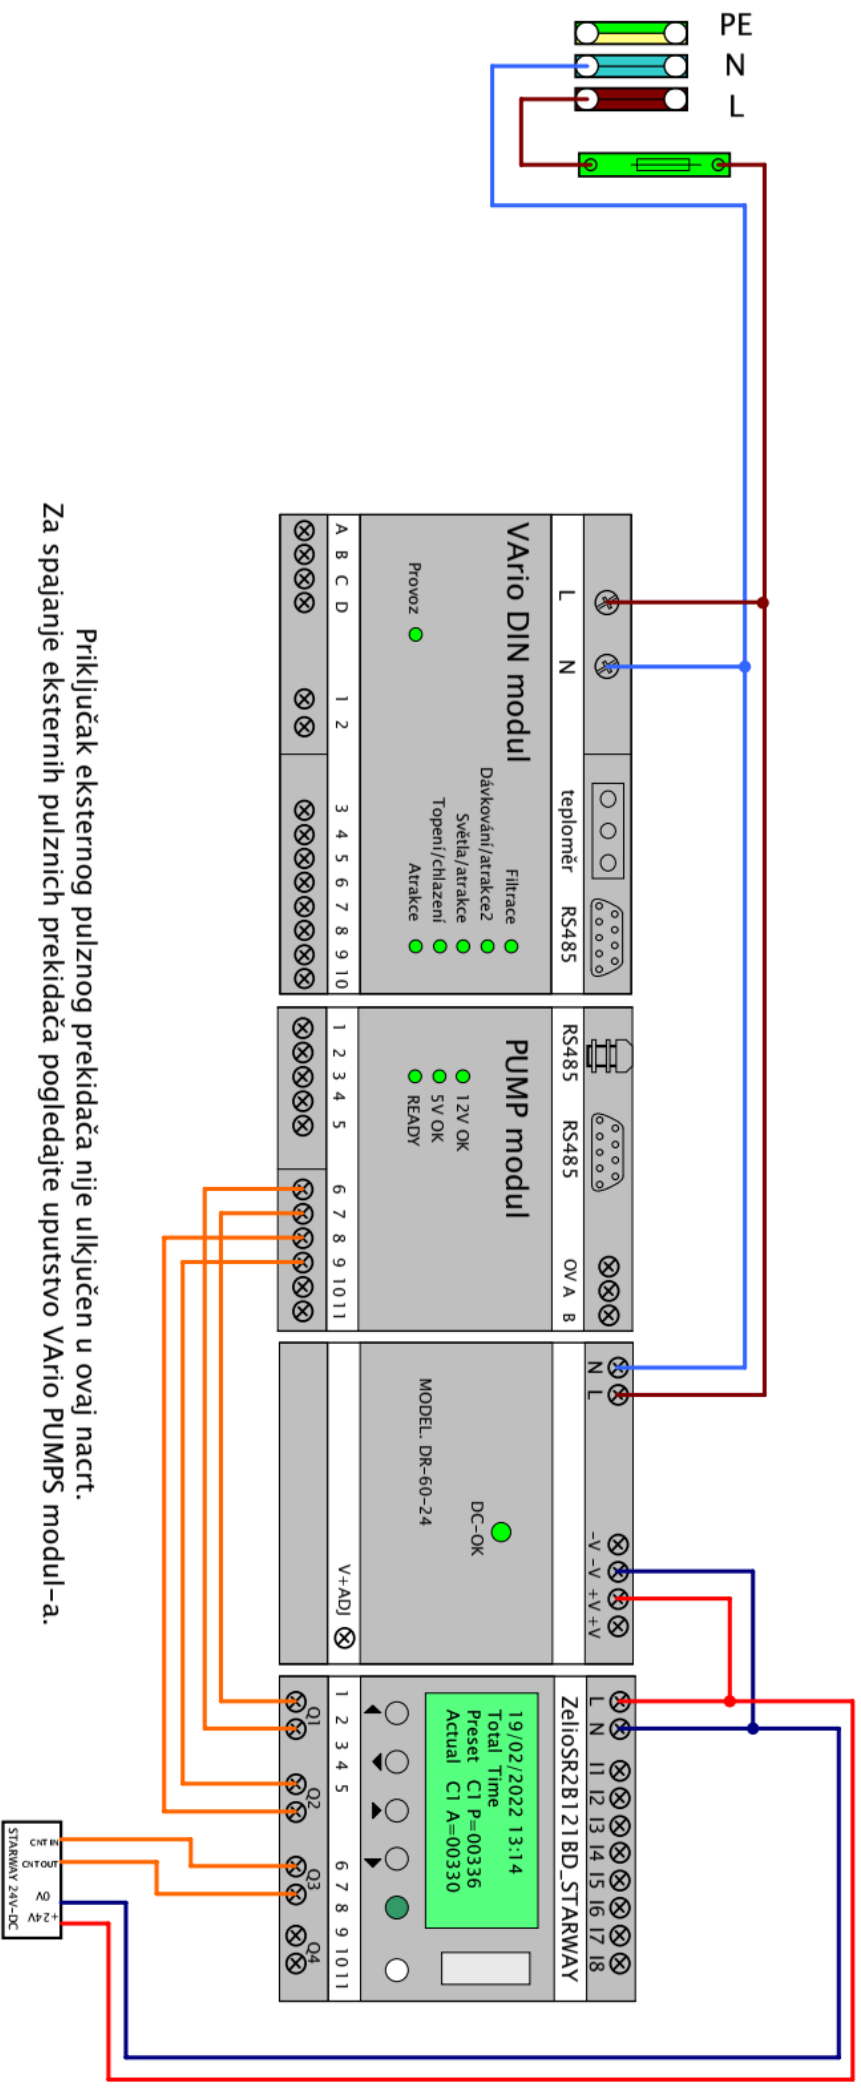 PE
N
L
L N teploměr RS485
VArio DIN modul
Filtrace
Dávkování/atrakce2
Světla/atrakce
Topení/chlazení
Provoz Atrakce
A B C D 1 2 3 4 5 6 7 8 9 10
RS485 RS485 OV A B
PUMP modul
12V OK
5V OK
READY
1 2 3 4 5 6 7 8 9 10 11
N L -V -V +V +V
DC-OK
MODEL. DR-60-24
V+ADJ
L N I1 I2 I3 I4 I5 I6 I7 I8
ZelioSR2B121BD_STARWAY
19/02/2022 13:14
Total Time
Preset C1 P=00336
Actual C1 A=00330
1 2 3 4 5 6 7 8 9 10 11
Q1 Q2 Q3 Q4
CNT IN
CNT OUT
0V
+24V
STARWAY 24V-DC
Priključak eksternog pulznog prekidača nije ulkjučen u ovaj nacrt.
Za spajanje eksternih pulznich prekidača pogledajte uputstvo VArio PUMPS modul-a.